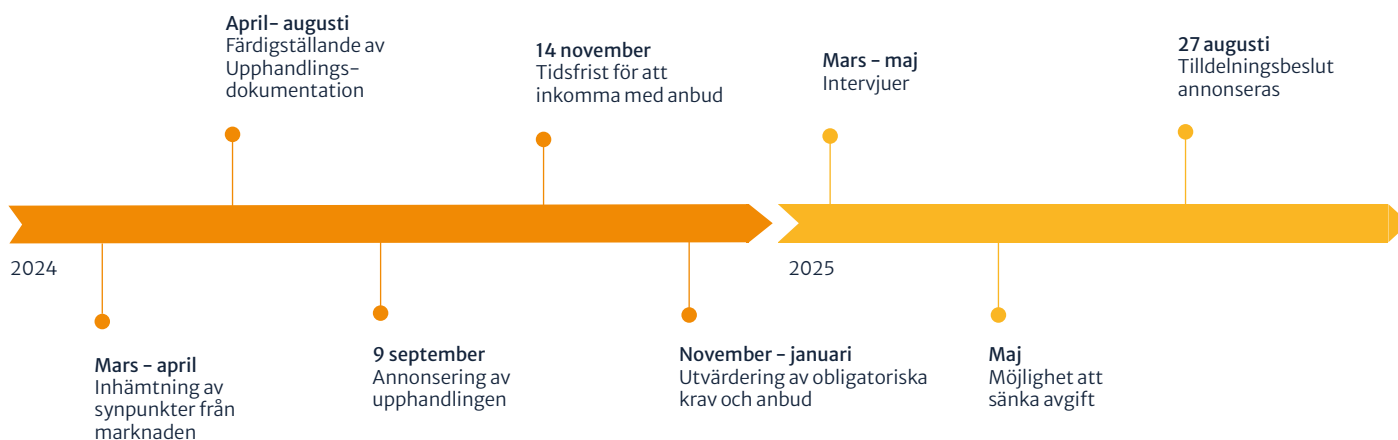 April- augusti
Färdigställande av
Upphandlings-
dokumentation
14 november
Tidsfrist för att
inkomma med anbud
Mars - maj
Intervjuer
27 augusti
Tilldelningsbeslut
annonseras
2024
2025
Mars - april
Inhämtning av
synpunkter från
marknaden
9 september
Annonsering av
upphandlingen
November - januari
Utvärdering av obligatoriska
krav och anbud
Maj
Möjlighet att
sänka avgift